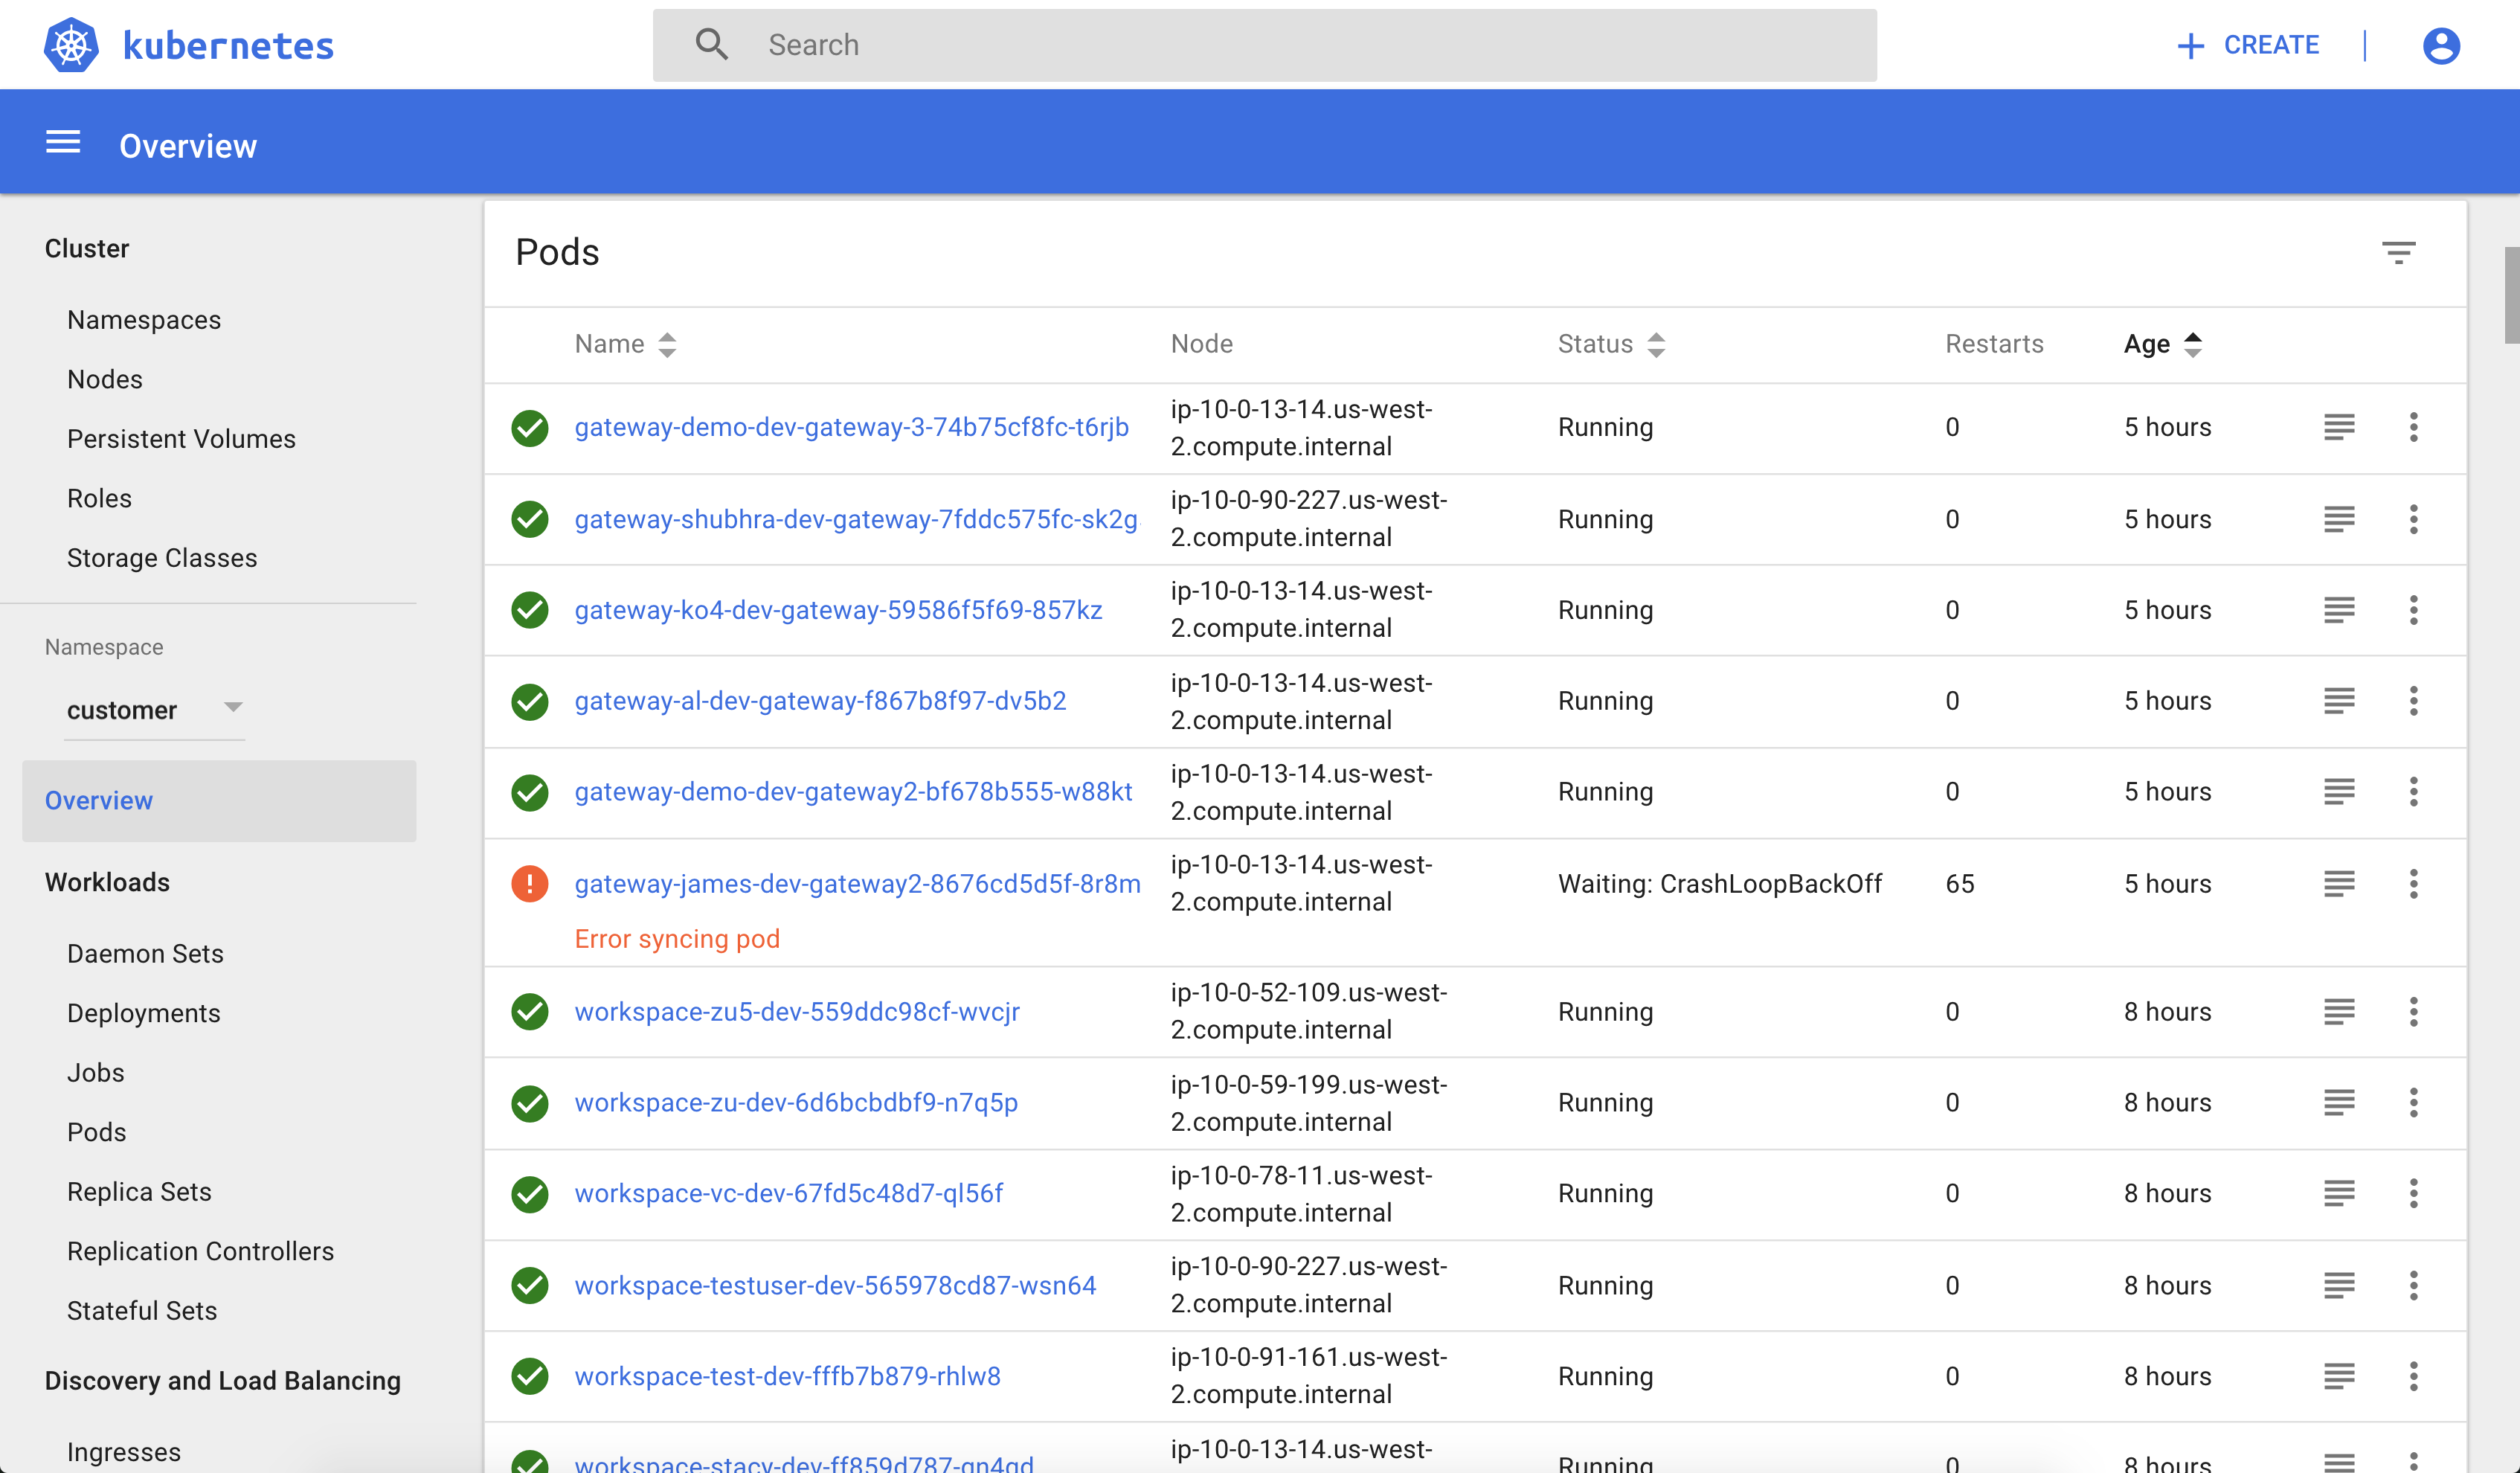 kubernetes
Search
CREATE
Overview
Cluster
Namespaces
Nodes
Persistent Volumes
Roles
Storage Classes
Namespace
customer
Overview
Workloads
Daemon Sets
Deployments
Jobs
Pods
Replica Sets
Replication Controllers
Stateful Sets
Discovery and Load Balancing
Ingresses
Pods
Name Node Status Restarts Age
gateway-demo-dev-gateway-3-74b75cf8fc-t6rjb ip-10-0-13-14.us-west- Running 0 5 hours
2.compute.internal
gateway-shubhra-dev-gateway-7fddc575fc-sk2g ip-10-0-90-227.us-west- Running 0 5 hours
2.compute.internal
gateway-ko4-dev-gateway-59586f5f69-857kz ip-10-0-13-14.us-west- Running 0 5 hours
2.compute.internal
gateway-al-dev-gateway-f867b8f97-dv5b2 ip-10-0-13-14.us-west- Running 0 5 hours
2.compute.internal
gateway-demo-dev-gateway2-bf678b555-w88kt ip-10-0-13-14.us-west- Running 0 5 hours
2.compute.internal
gateway-james-dev-gateway2-8676cd5d5f-8r8m ip-10-0-13-14.us-west- Waiting: CrashLoopBackOff 65 5 hours
2.compute.internal
Error syncing pod
workspace-zu5-dev-559ddc98cf-wvcjr ip-10-0-52-109.us-west- Running 0 8 hours
2.compute.internal
workspace-zu-dev-6d6bcbdbf9-n7q5p ip-10-0-59-199.us-west- Running 0 8 hours
2.compute.internal
workspace-vc-dev-67fd5c48d7-ql56f ip-10-0-78-11.us-west- Running 0 8 hours
2.compute.internal
workspace-testuser-dev-565978cd87-wsn64 ip-10-0-90-227.us-west- Running 0 8 hours
2.compute.internal
workspace-test-dev-fffb7b879-rhlw8 ip-10-0-91-161.us-west- Running 0 8 hours
2.compute.internal
ip-10-0-13-14.us-west- Running 0 8 hours